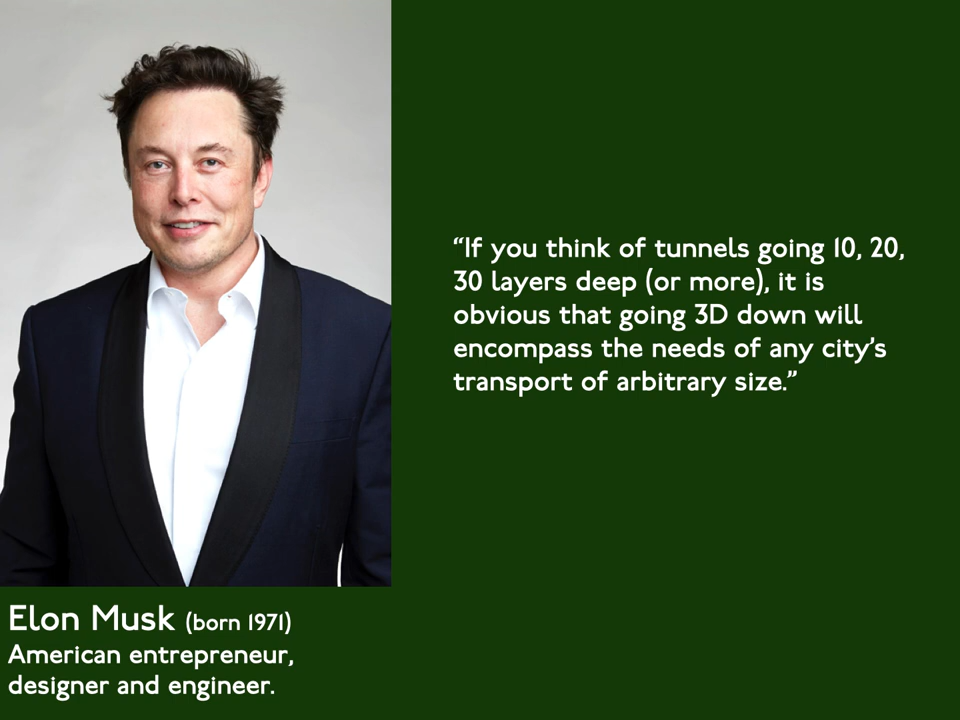 “If you think of tunnels going 10, 20,
30 layers deep (or more), it is
obvious that going 3D down will
encompass the needs of any city’s
transport of arbitrary size.”
Elon Musk (born 1971)
American entrepreneur,
designer and engineer.